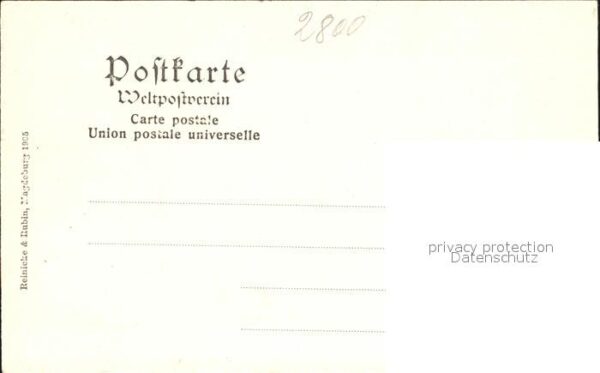 2800
Postkarte
Weltpostverein
Carte postale
Union postale universelle
Reinicke & Rubin, Magdeburg 1905
privacy protection
Datenschutz